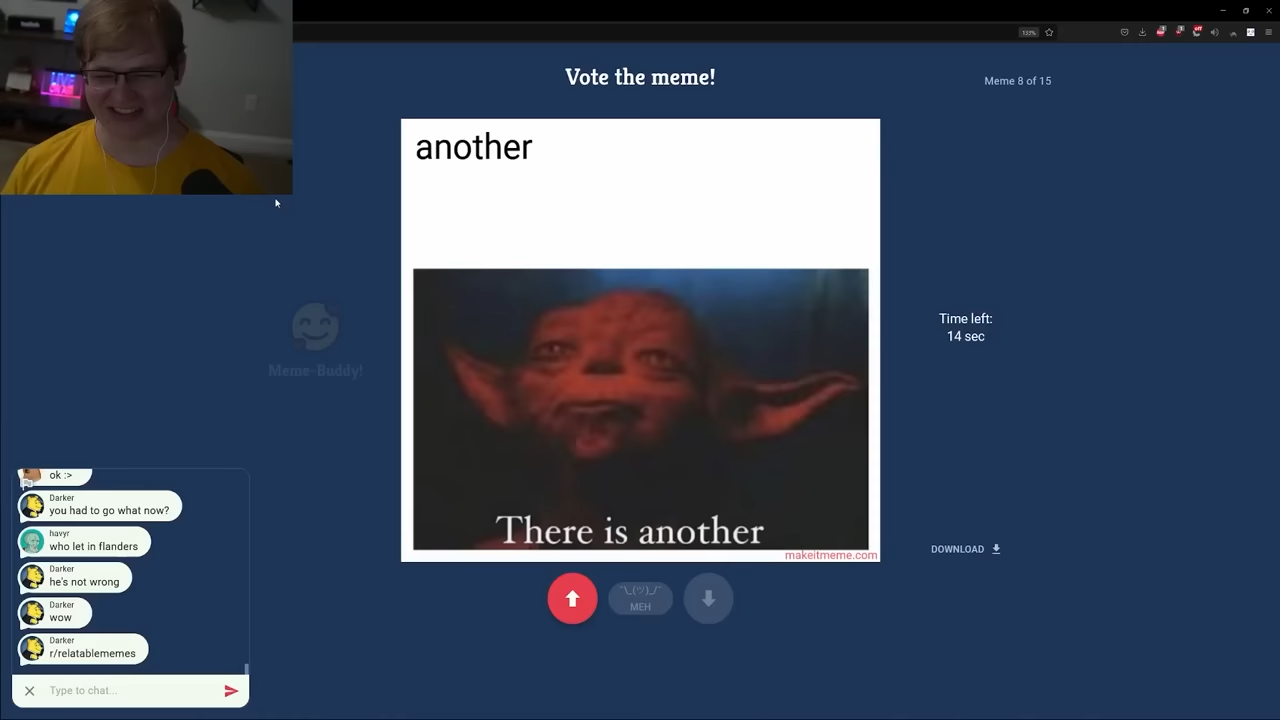 133%
Vote the meme!
Meme 8 of 15
another
There is another
makeitmeme.com
Meme-Buddy!
Time left:
14 sec
DOWNLOAD
¯\_(ツ)_/¯
MEH
ok :>
Darker
you had to go what now?
havyr
who let in flanders
Darker
he's not wrong
Darker
wow
Darker
r/relatablememes
Type to chat...